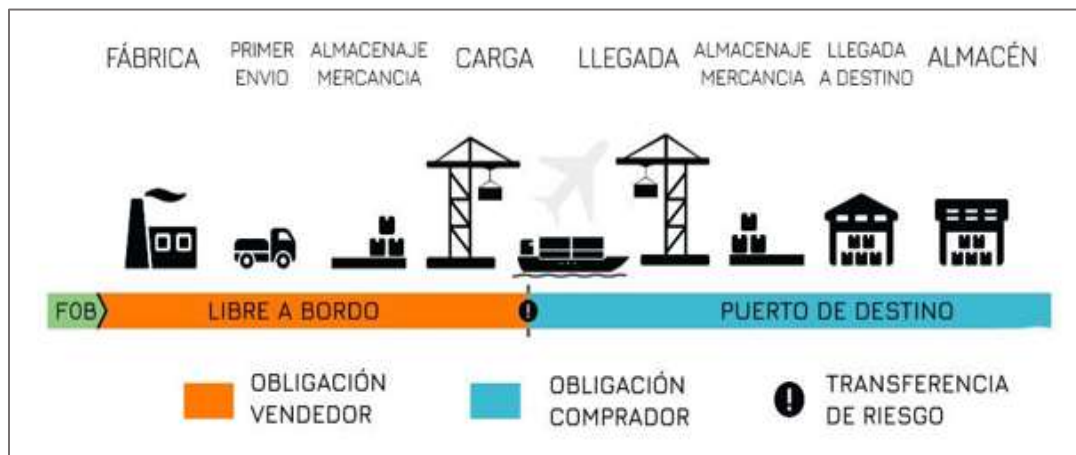 FÁBRICA
PRIMER
ENVIO
ALMACENAJE
MERCANCIA
CARGA
LLEGADA
ALMACENAJE
MERCANCIA
LLEGADA
A DESTINO
ALMACÉN
FOB
LIBRE A BORDO
PUERTO DE DESTINO
OBLIGACIÓN
VENDEDOR
OBLIGACIÓN
COMPRADOR
TRANSFERENCIA
DE RIESGO